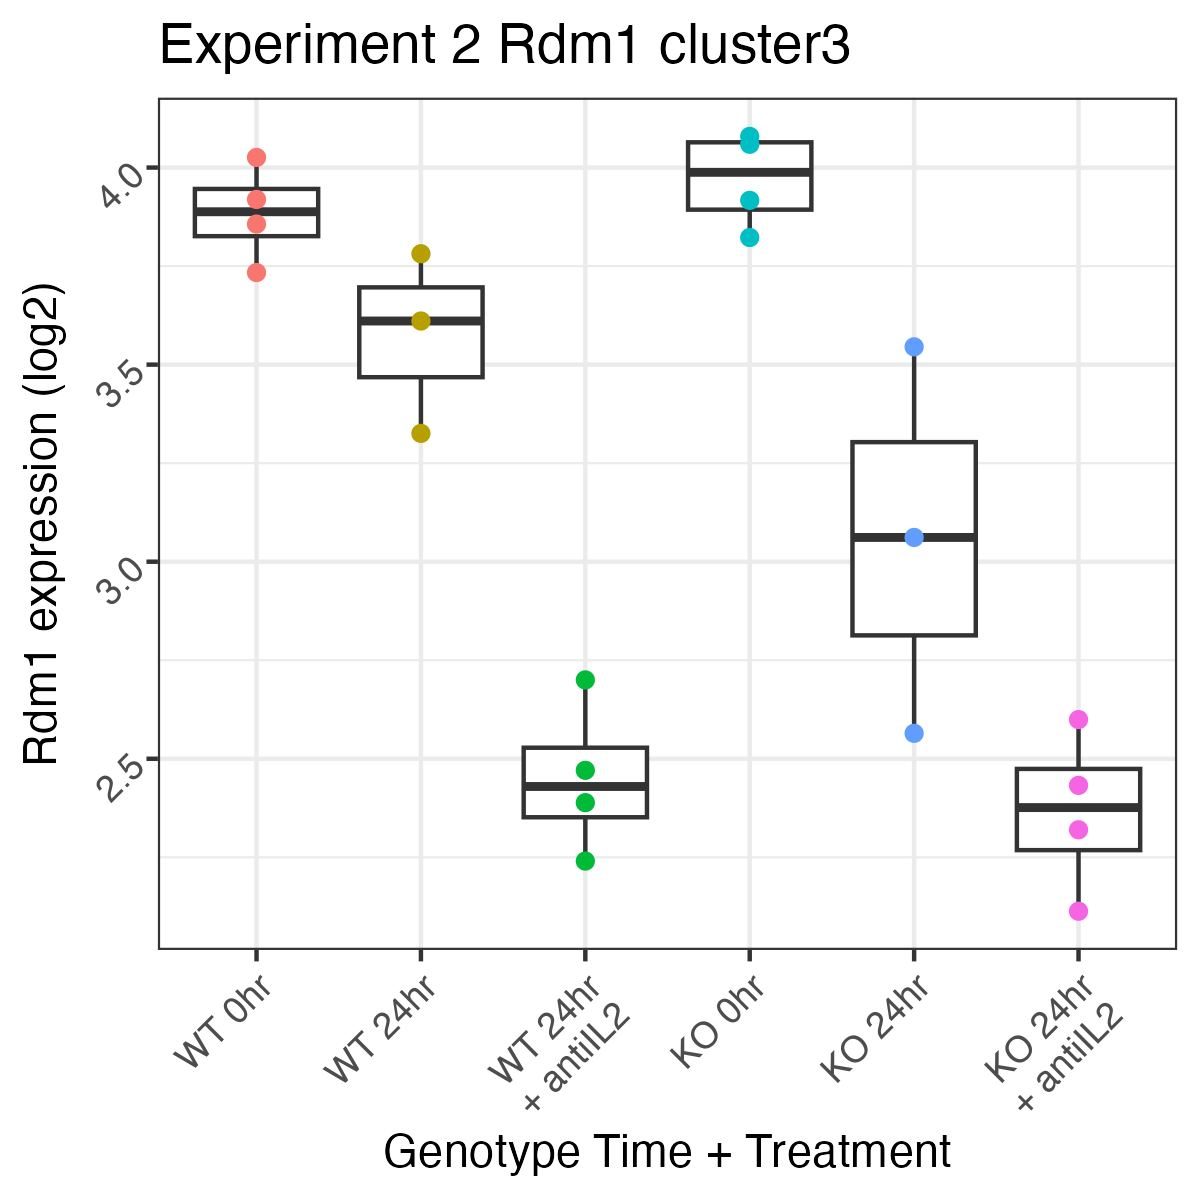 Experiment 2 Rdm1 cluster3
Rdm1 expression (log2)
4.0
3.5
3.0
2.5
WT 0hr
WT 24hr
WT 24hr
+ antiIL2
KO 0hr
KO 24hr
KO 24hr
+ antiIL2
Genotype Time + Treatment